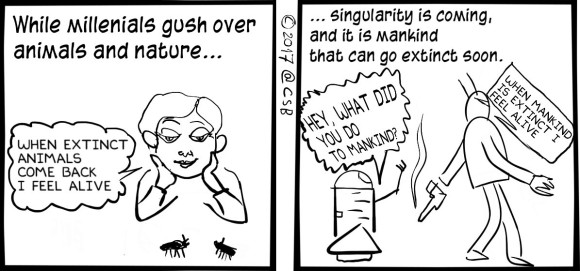 While Millenials gush over
animals and nature...
WHEN EXTINCT
ANIMALS
COME BACK
I FEEL ALIVE
©2017@CSB
... singularity is coming,
and it is mankind
that can go extinct soon.
HEY, WHAT DID
YOU DO
TO MANKIND?
WHEN MANKIND
IS EXTINCT I
FEEL ALIVE